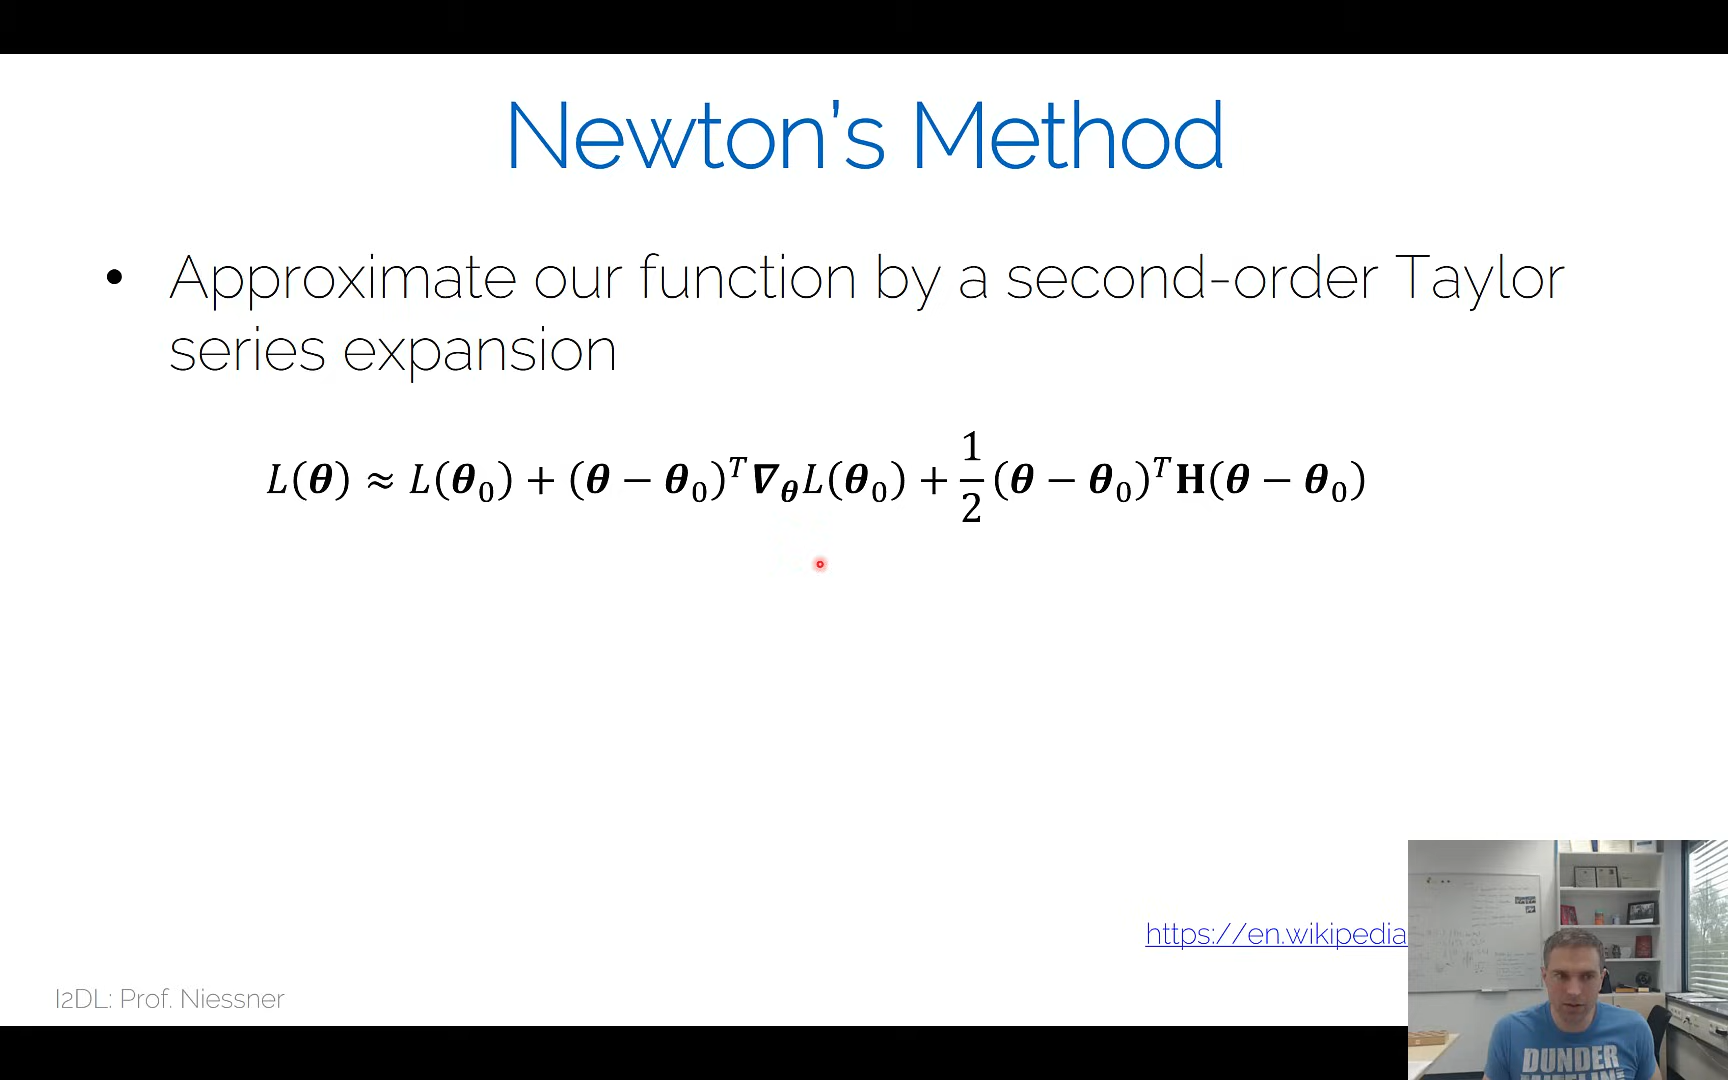 Newton’s Method
• Approximate our function by a second-order Taylor
series expansion
L(θ) ≈ L(θ₀) + (θ − θ₀)ᵀ∇_θL(θ₀) + 1/2 (θ − θ₀)ᵀH(θ − θ₀)
https://en.wikipedia
I2DL: Prof. Niessner
DUNDER